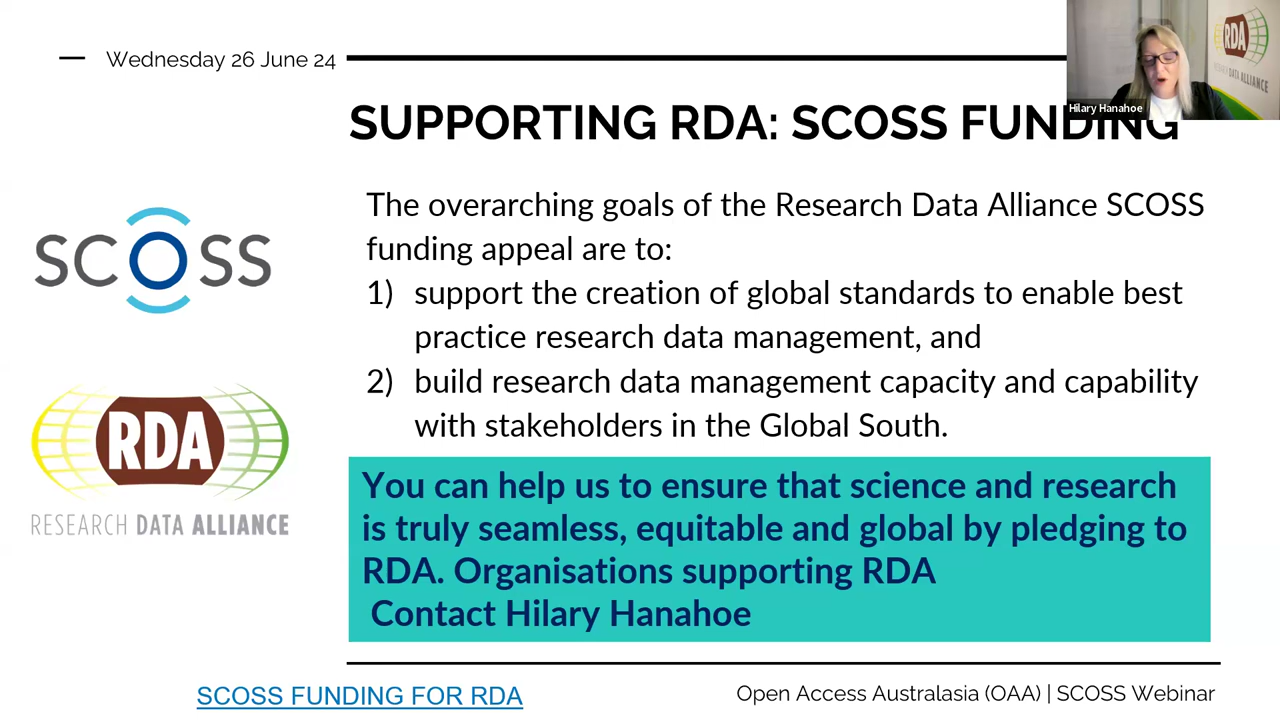 Wednesday 26 June 24
RDA
RESEARCH DATA ALLIANCE
Hilary Hanahoe
SUPPORTING RDA: SCOSS FUNDING
SCOSS
The overarching goals of the Research Data Alliance SCOSS
funding appeal are to:
1) support the creation of global standards to enable best
practice research data management, and
2) build research data management capacity and capability
with stakeholders in the Global South.
RDA
RESEARCH DATA ALLIANCE
You can help us to ensure that science and research
is truly seamless, equitable and global by pledging to
RDA. Organisations supporting RDA
Contact Hilary Hanahoe
SCOSS FUNDING FOR RDA
Open Access Australasia (OAA) | SCOSS Webinar